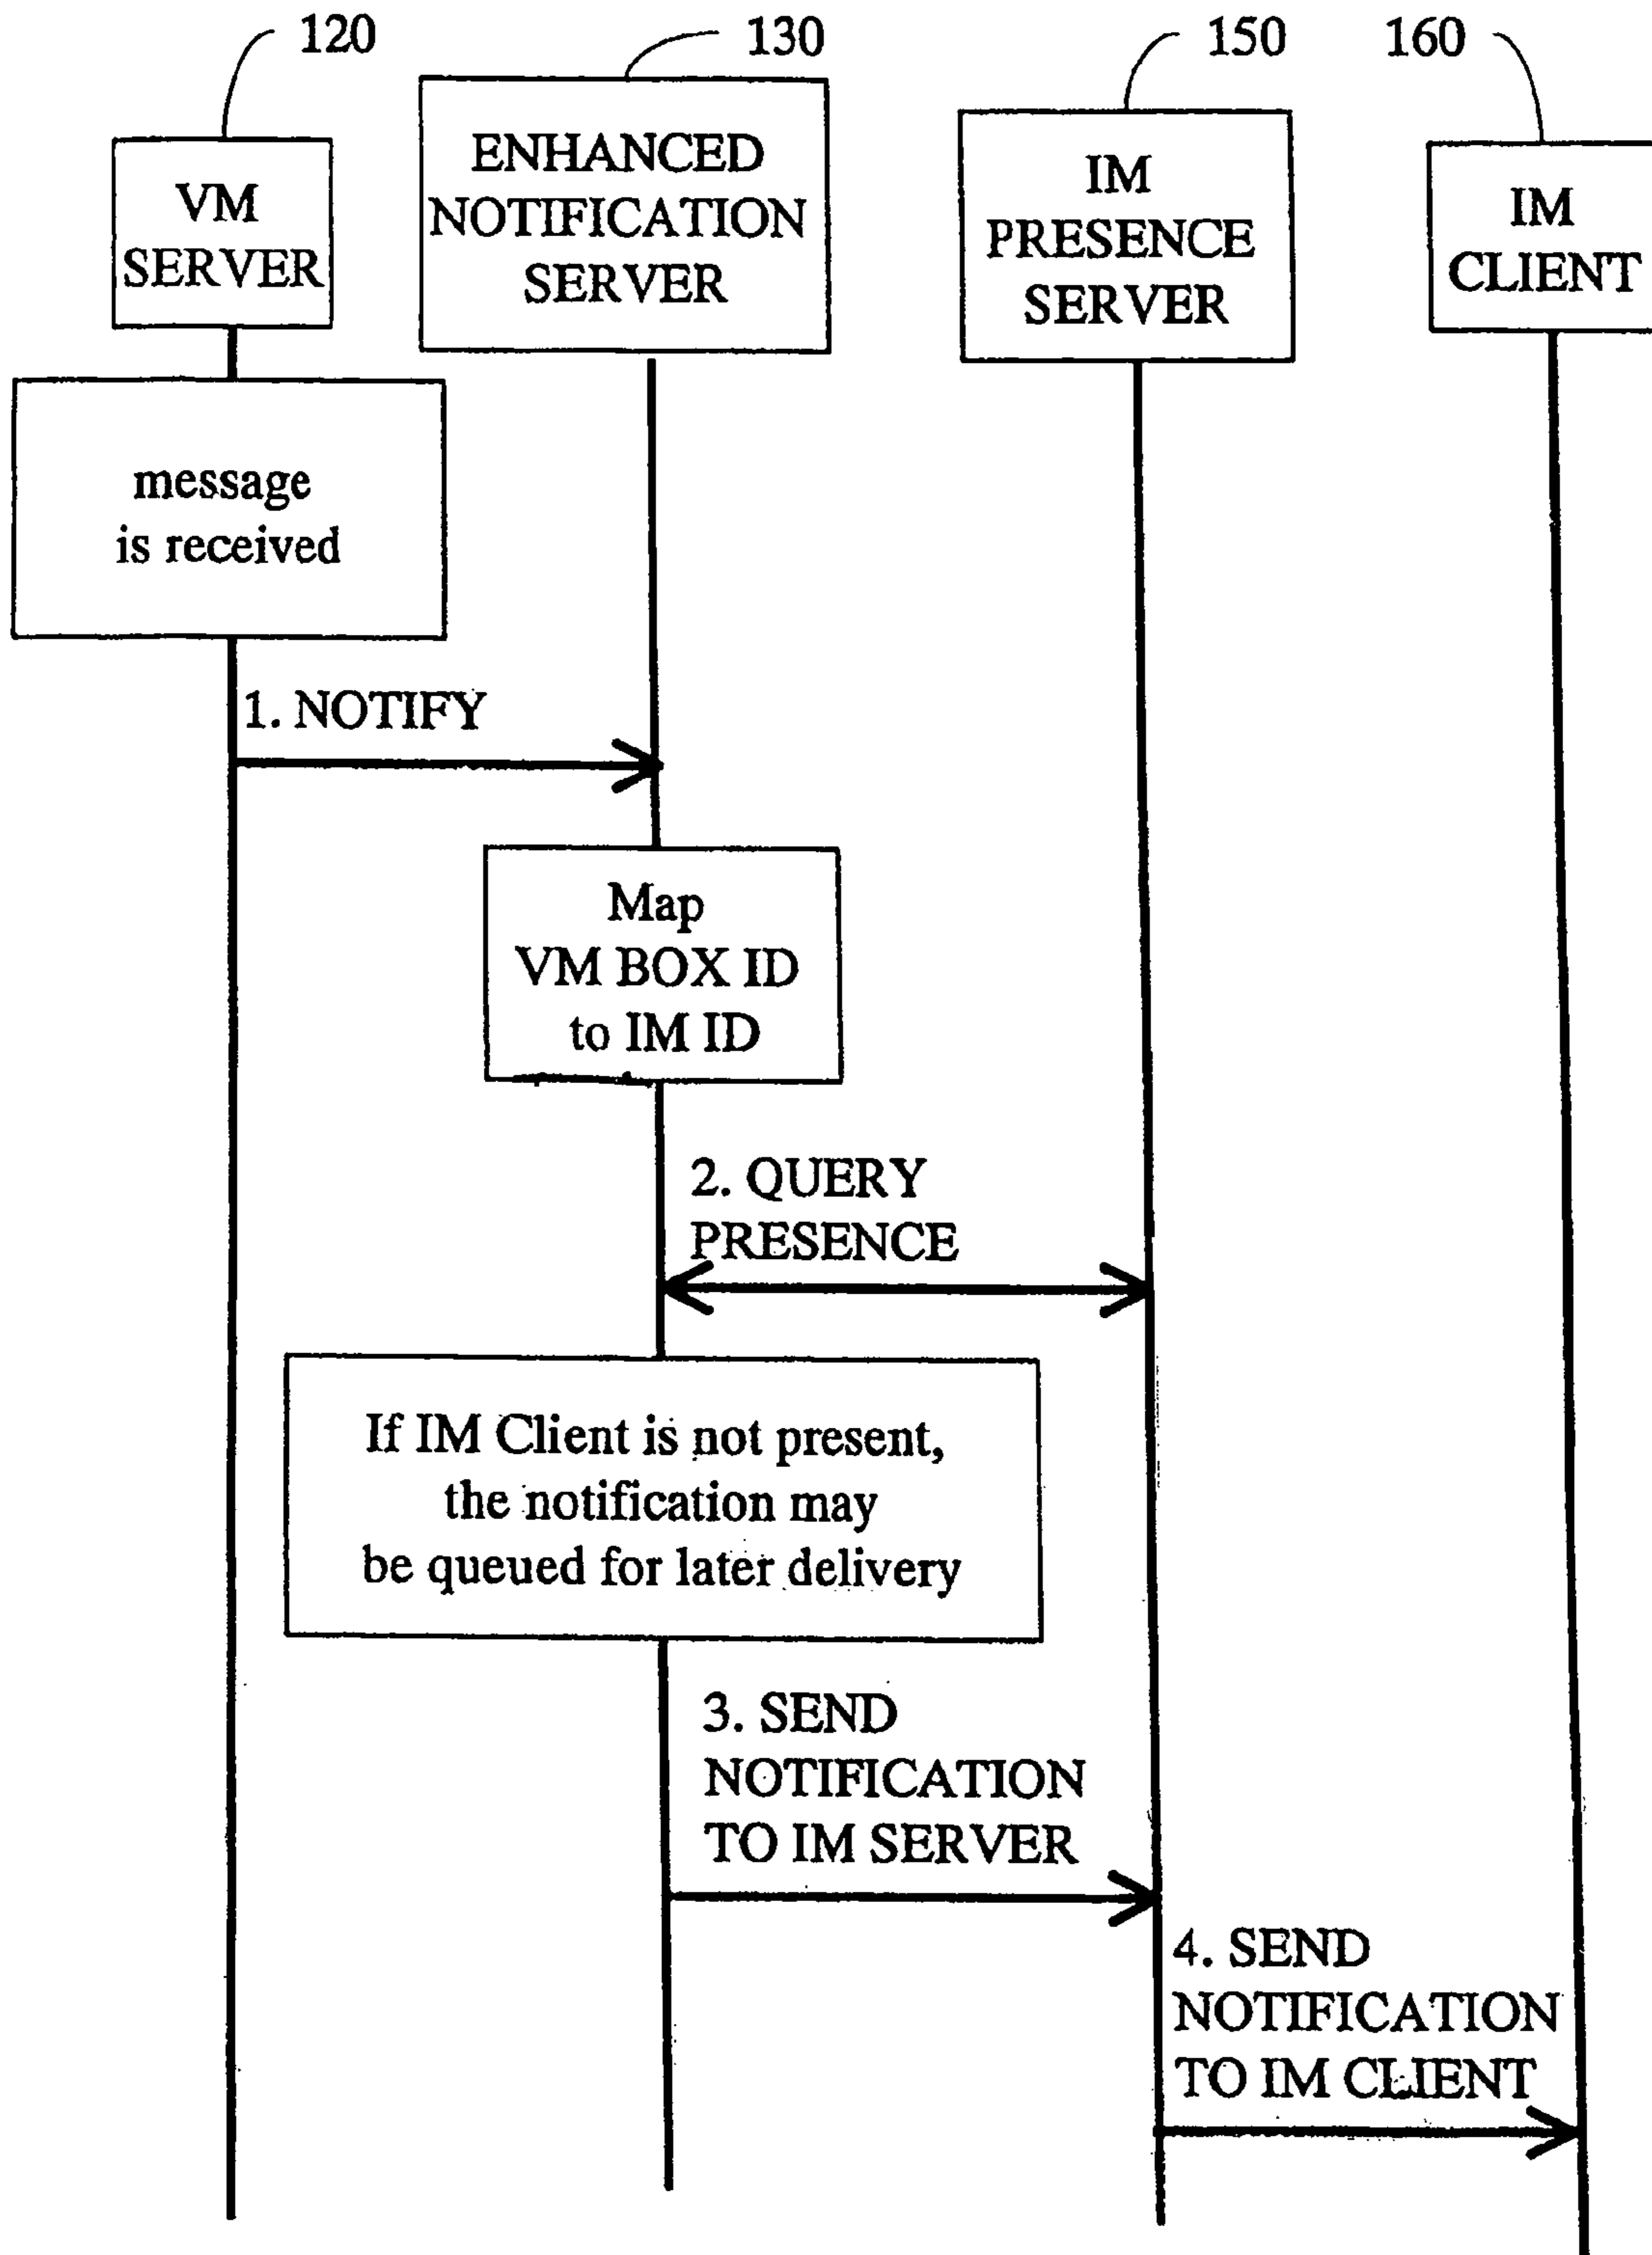 120
130
150
160
VM
SERVER
ENHANCED
NOTIFICATION
SERVER
IM
PRESENCE
SERVER
IM
CLIENT
message
is received
1. NOTIFY
Map
VM BOX ID
to IM ID
2. QUERY
PRESENCE
If IM Client is not present,
the notification may
be queued for later delivery
3. SEND
NOTIFICATION
TO IM SERVER
4. SEND
NOTIFICATION
TO IM CLIENT